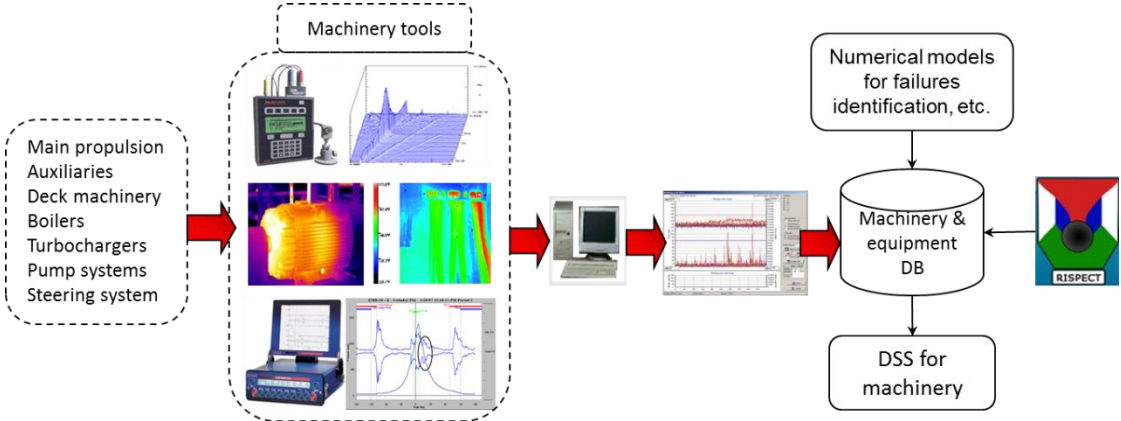 Machinery tools
Main propulsion
Auxiliaries
Deck machinery
Boilers
Turbochargers
Pump systems
Steering system
Numerical models
for failures
identification, etc.
Machinery &
equipment
DB
RISPECT
DSS for
machinery